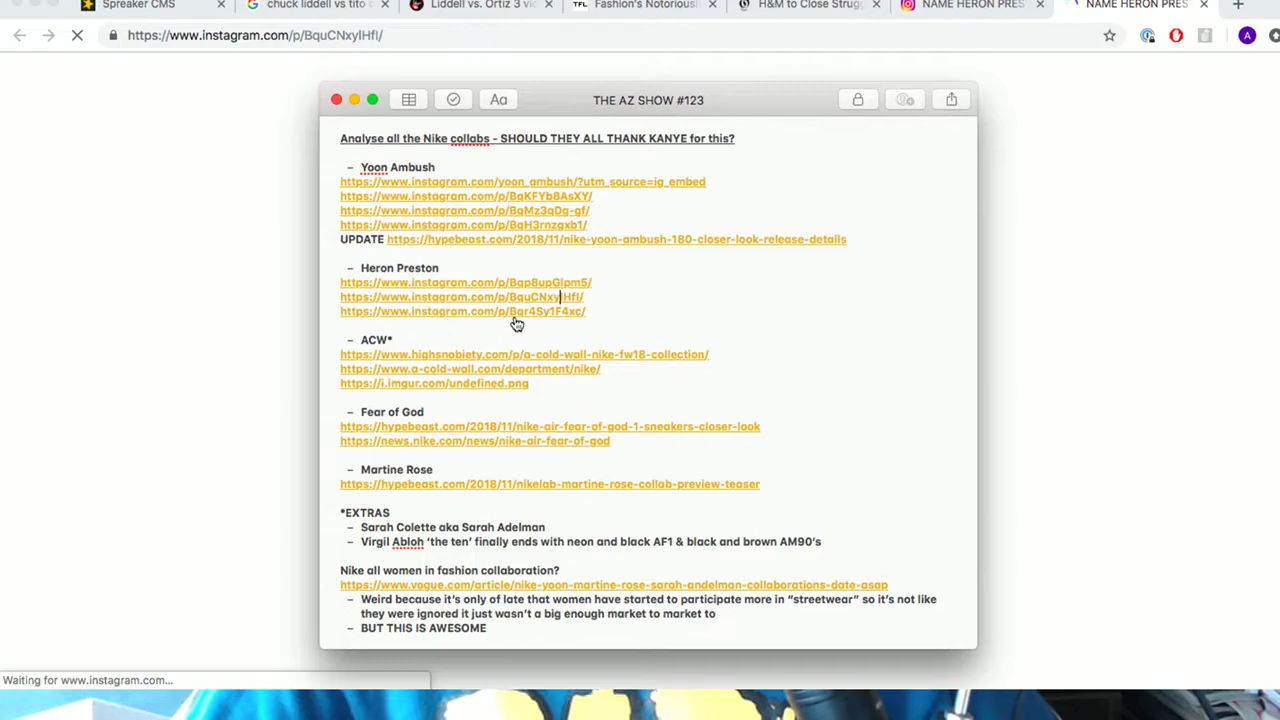 Spreaker CMS
chuck liddell vs tito
Liddell vs. Ortiz 3 vi
TFL
Fashion's Notorious
H&M to Close Strugg
NAME HERON PRES
NAME HERON PRES
https://www.instagram.com/p/BquCNxylHfl/
A
THE AZ SHOW #123
Aa
Analyse all the Nike collabs - SHOULD THEY ALL THANK KANYE for this?
– Yoon Ambush
https://www.instagram.com/yoon_ambush/?utm_source=ig_embed
https://www.instagram.com/p/BqKFYb8AsXY/
https://www.instagram.com/p/BqMz3qDg-gf/
https://www.instagram.com/p/BqH3rnzgxb1/
UPDATE https://hypebeast.com/2018/11/nike-yoon-ambush-180-closer-look-release-details
– Heron Preston
https://www.instagram.com/p/Bqp8upGlpm5/
https://www.instagram.com/p/BquCNxylHfl/
https://www.instagram.com/p/Bqr4Sy1F4xc/
– ACW*
https://www.highsnobiety.com/p/a-cold-wall-nike-fw18-collection/
https://www.a-cold-wall.com/department/nike/
https://i.imgur.com/undefined.png
– Fear of God
https://hypebeast.com/2018/11/nike-air-fear-of-god-1-sneakers-closer-look
https://news.nike.com/news/nike-air-fear-of-god
– Martine Rose
https://hypebeast.com/2018/11/nikelab-martine-rose-collab-preview-teaser
*EXTRAS
– Sarah Colette aka Sarah Adelman
– Virgil Abloh ‘the ten’ finally ends with neon and black AF1 & black and brown AM90’s
Nike all women in fashion collaboration?
https://www.vogue.com/article/nike-yoon-martine-rose-sarah-andelman-collaborations-date-asap
– Weird because it’s only of late that women have started to participate more in “streetwear” so it’s not like
they were ignored it just wasn’t a big enough market to market to
– BUT THIS IS AWESOME
Waiting for www.instagram.com...